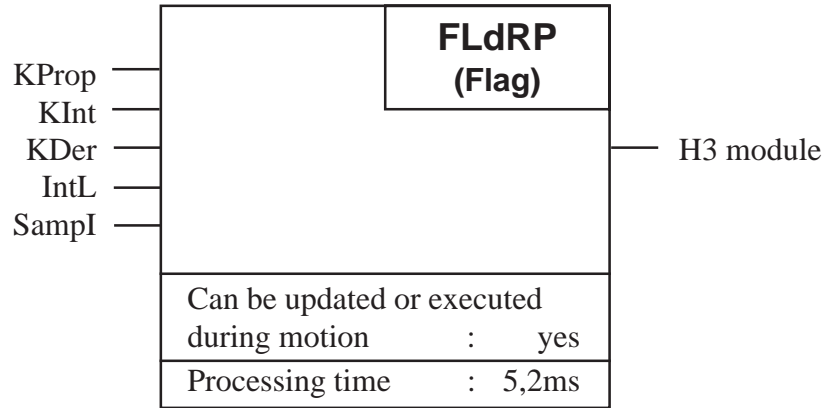 FLdRP
(Flag)
KProp
KInt
KDer
IntL
SampI
H3 module
Can be updated or executed
during motion : yes
Processing time : 5,2ms